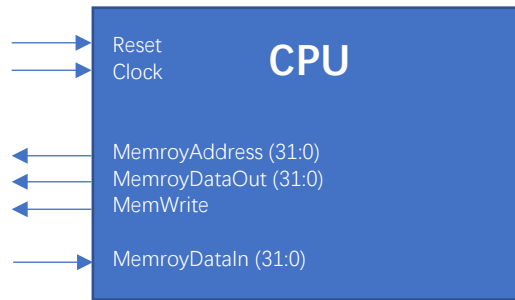 Reset
Clock
CPU
MemroyAddress (31:0)
MemroyDataOut (31:0)
MemWrite
MemroyDataIn (31:0)